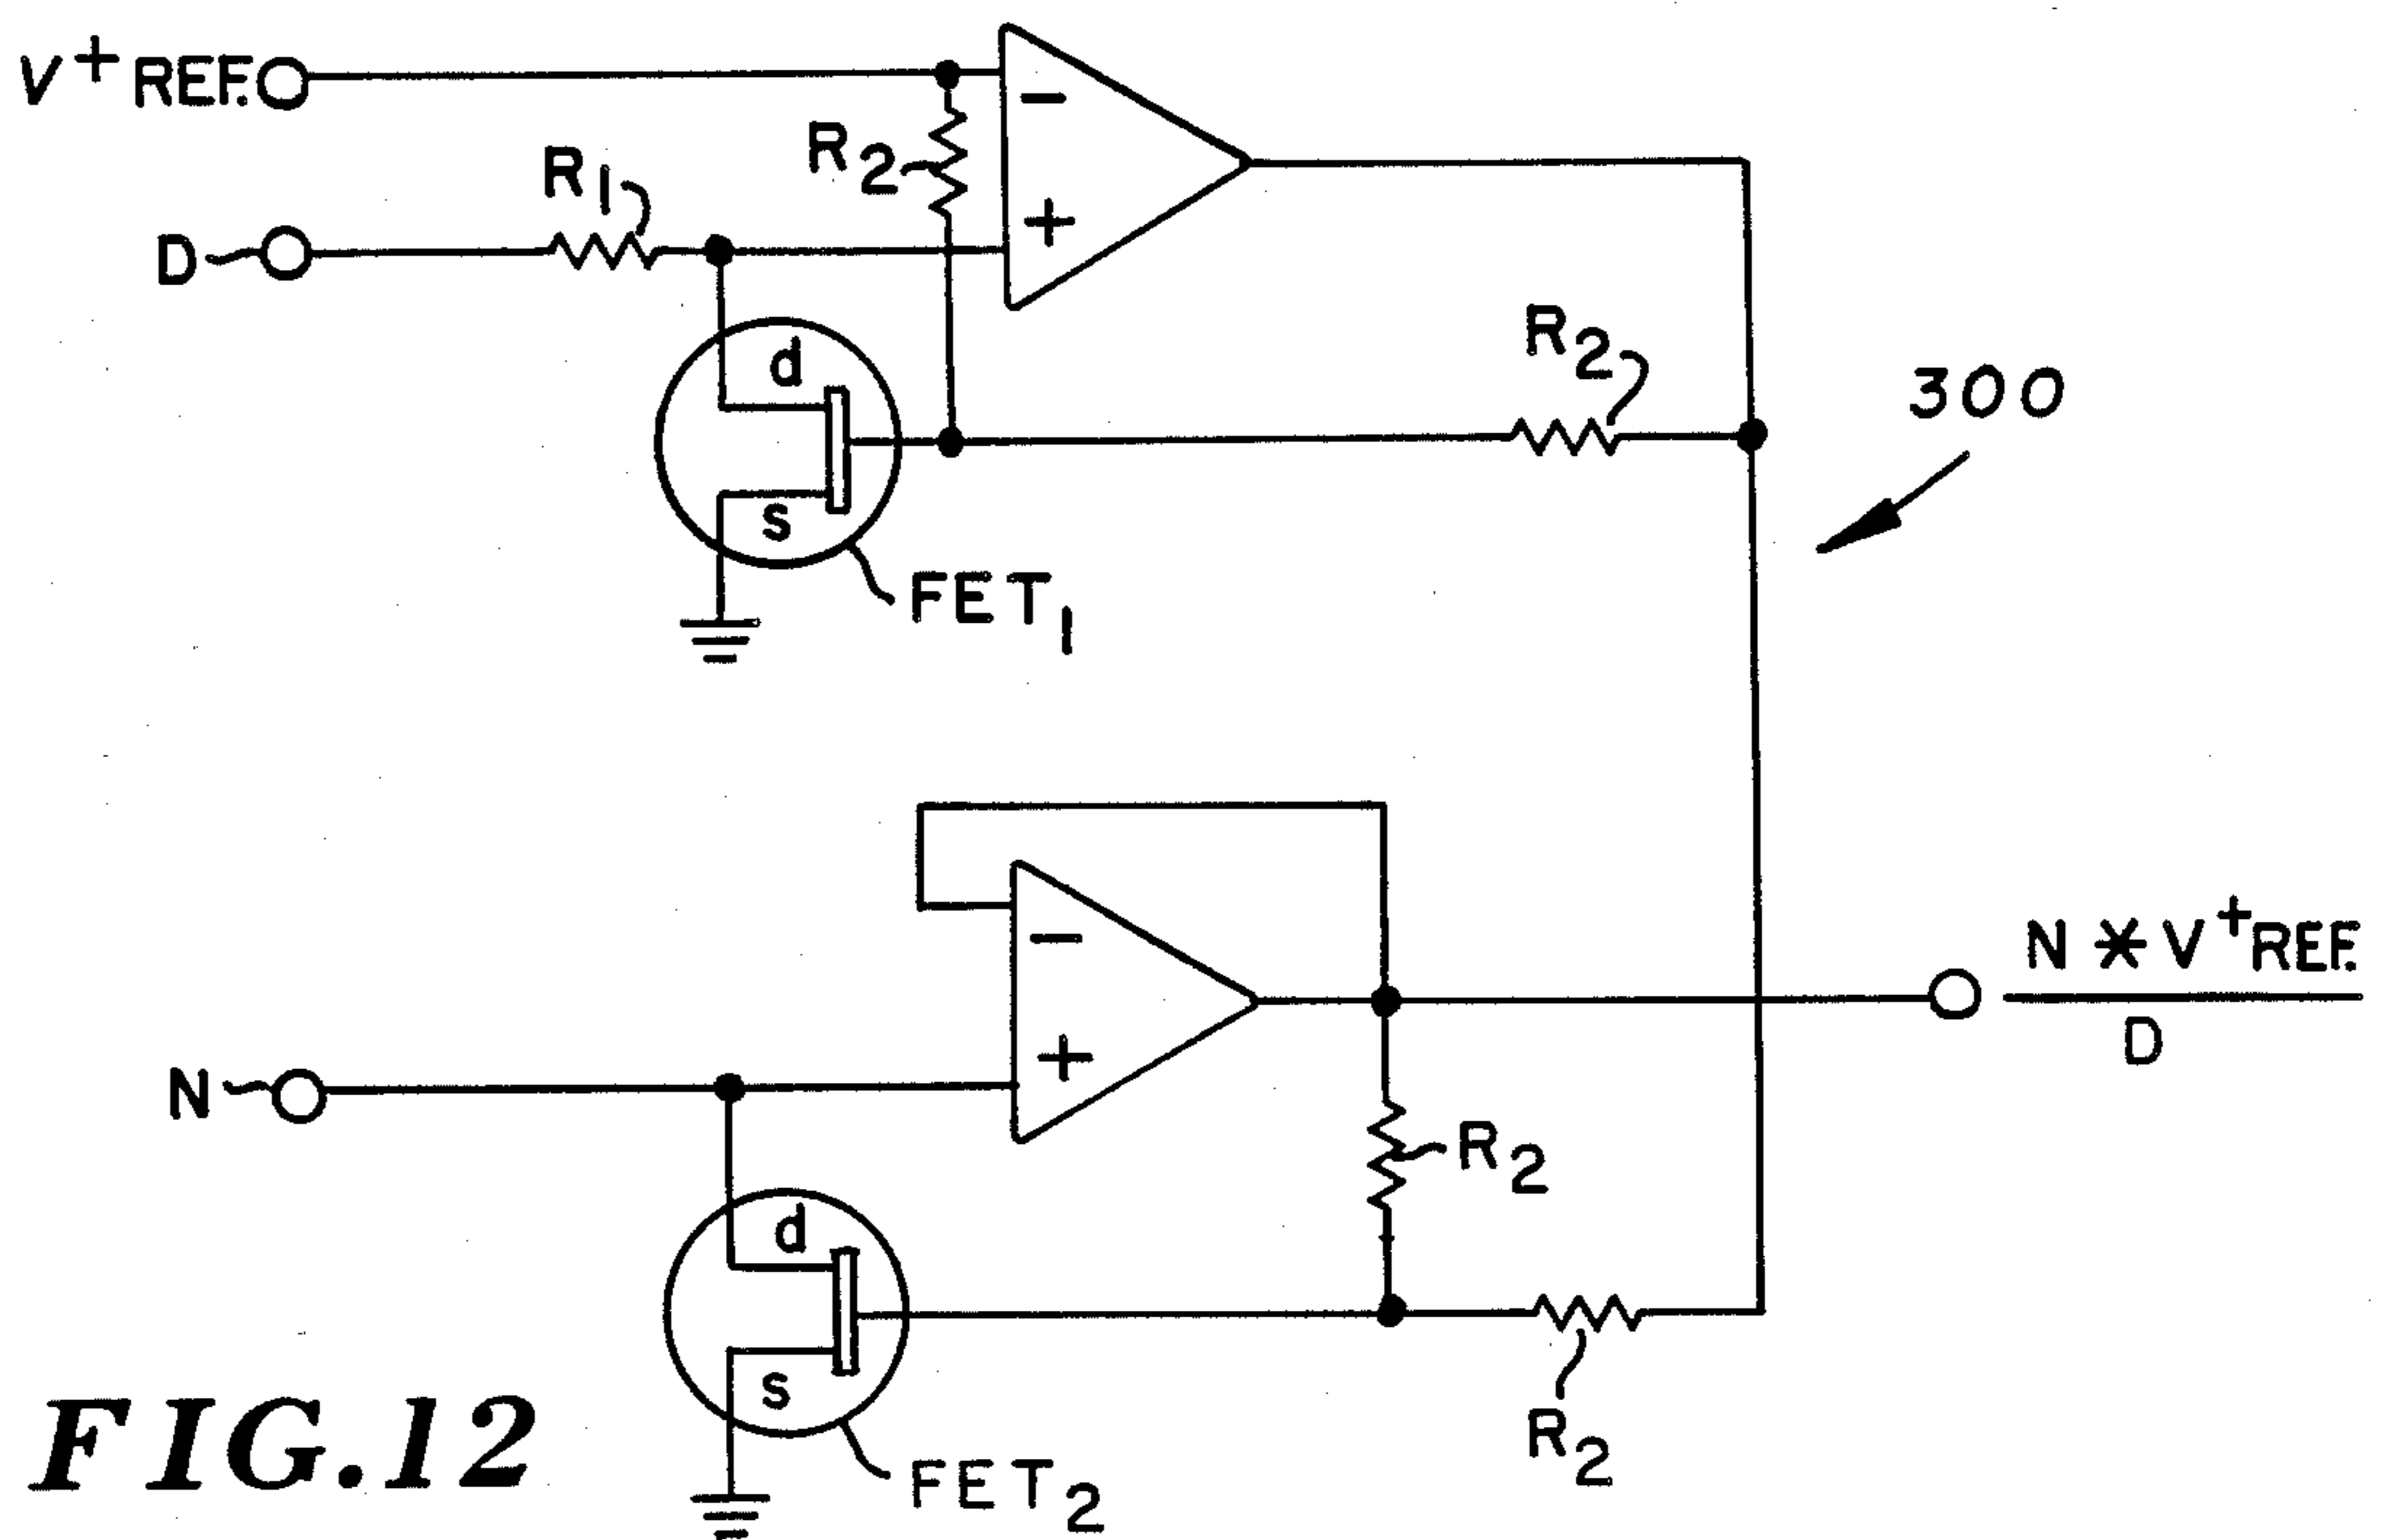 V+ REF.
R1
R2
−
+
D
d
s
FET1
R2
300
−
+
N
N * V+ REF.
D
R2
d
s
FET2
R2
FIG.12